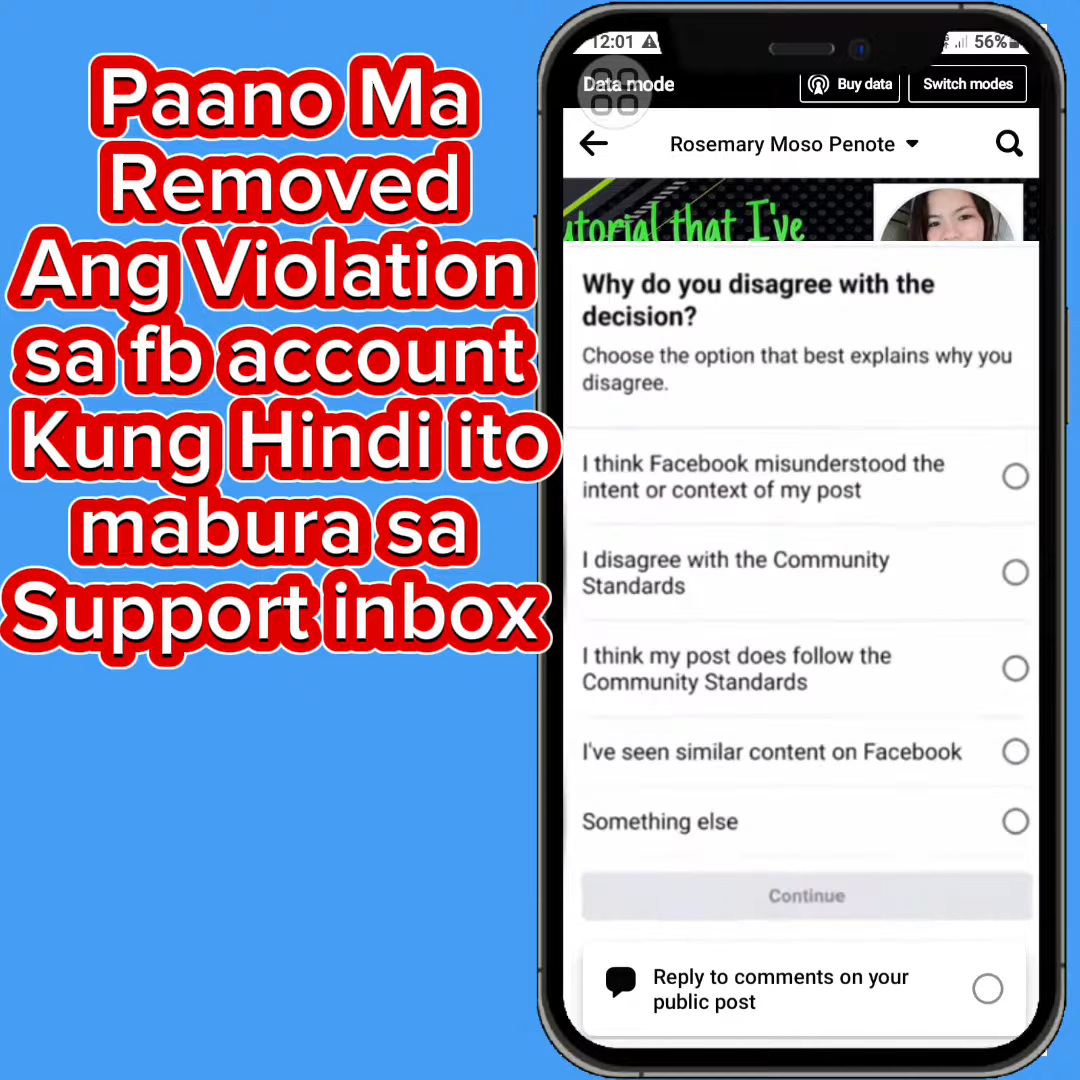 Paano Ma
Removed
Ang Violation
sa fb account
Kung Hindi ito
mabura sa
Support inbox
12:01
56%
Data mode
Buy data
Switch modes
Rosemary Moso Penote
utorial that I've
Why do you disagree with the
decision?
Choose the option that best explains why you
disagree.
I think Facebook misunderstood the
intent or context of my post
I disagree with the Community
Standards
I think my post does follow the
Community Standards
I've seen similar content on Facebook
Something else
Continue
Reply to comments on your
public post